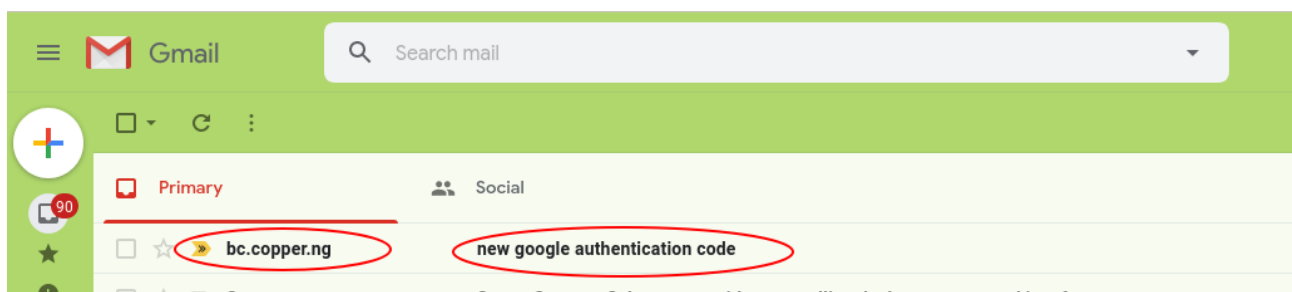 Gmail
Search mail
Primary
Social
90
bc.copper.ng
new google authentication code